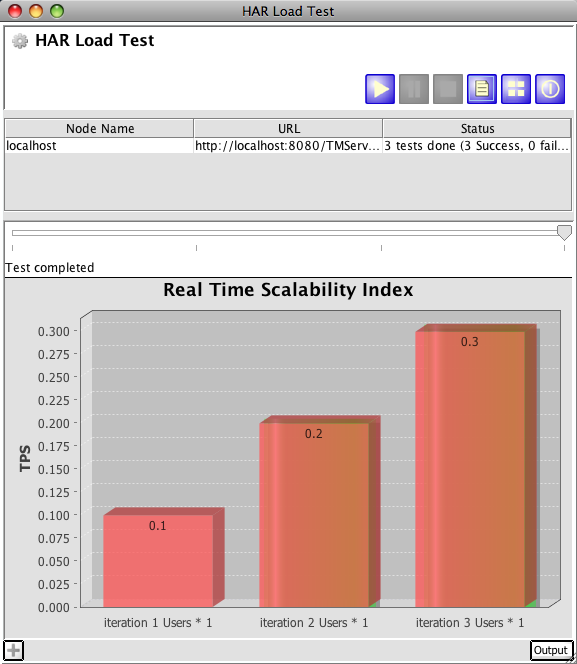 HAR Load Test
HAR Load Test
Node Name URL Status
localhost http://localhost:8080/TMServ... 3 tests done (3 Success, 0 fail...
Test completed
Real Time Scalability Index
0.300
0.275
0.250
0.225
0.200
0.175
0.150
0.125
0.100
0.075
0.050
0.025
0.000
TPS
0.1
0.2
0.3
iteration 1 Users * 1 iteration 2 Users * 1 iteration 3 Users * 1
Output